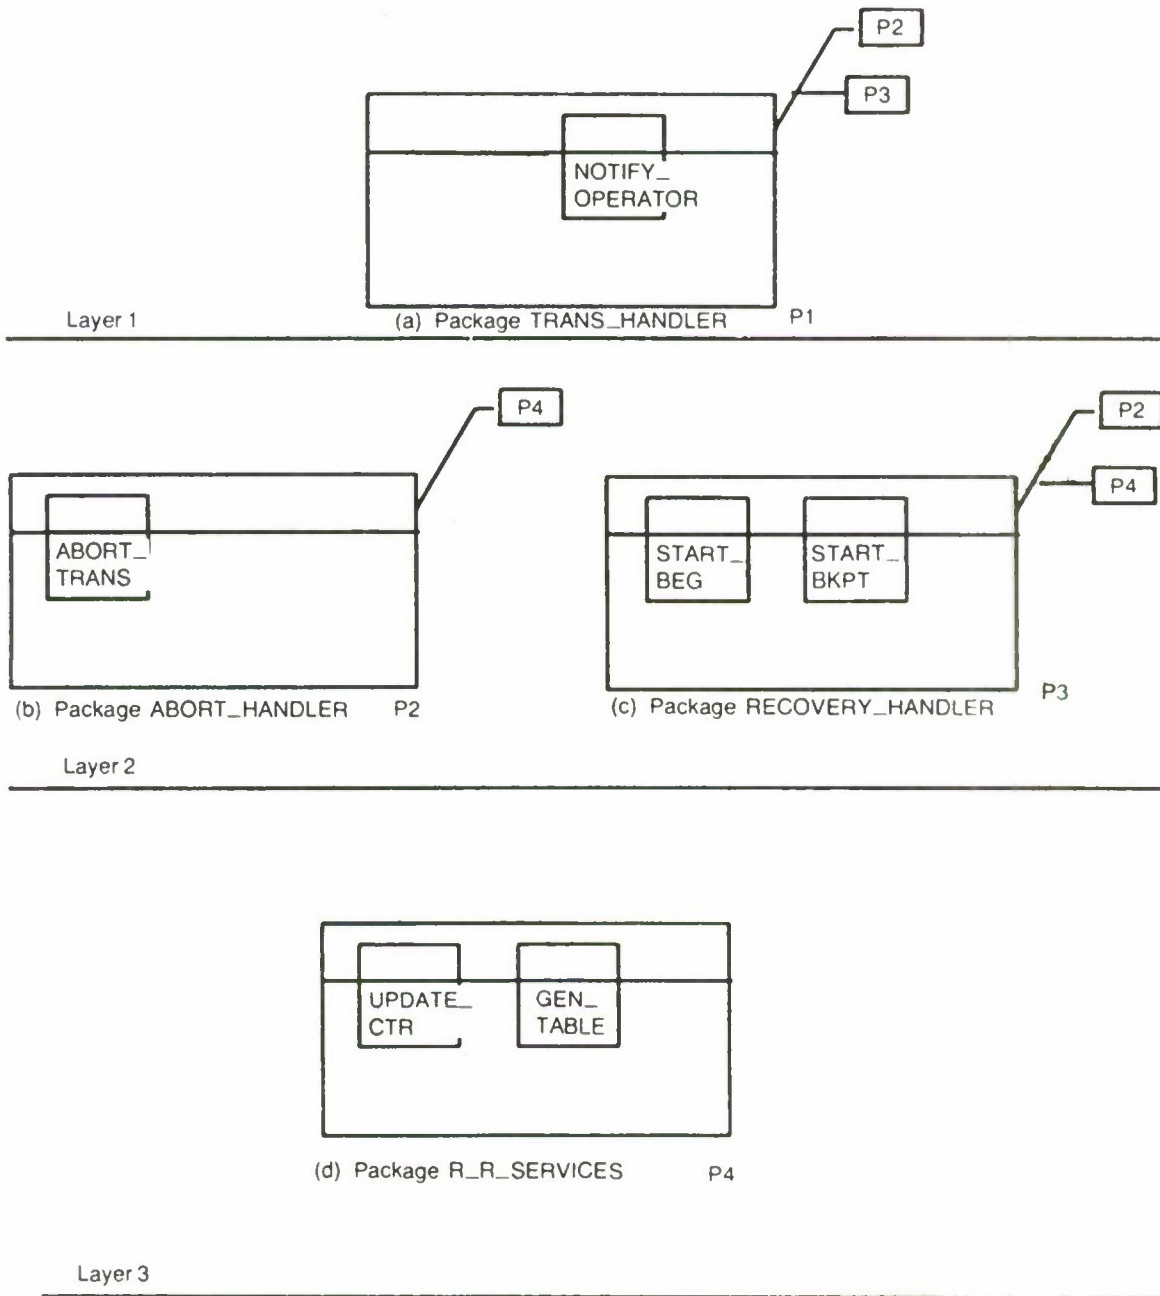 P2
P3
NOTIFY_
OPERATOR
Layer 1
(a) Package TRANS_HANDLER
P1
P4
P2
P4
ABORT_
TRANS
START_
BEG
START_
BKPT
(b) Package ABORT_HANDLER
P2
(c) Package RECOVERY_HANDLER
P3
Layer 2
UPDATE_
CTR
GEN_
TABLE
(d) Package R_R_SERVICES
P4
Layer 3